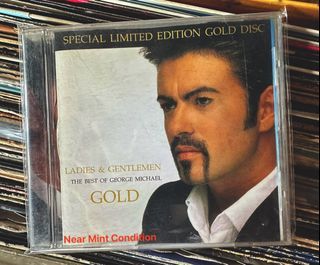 SPECIAL LIMITED EDITION GOLD DISC
LADIES & GENTLEMEN
THE BEST OF GEORGE MICHAEL
GOLD
Near Mint Condition